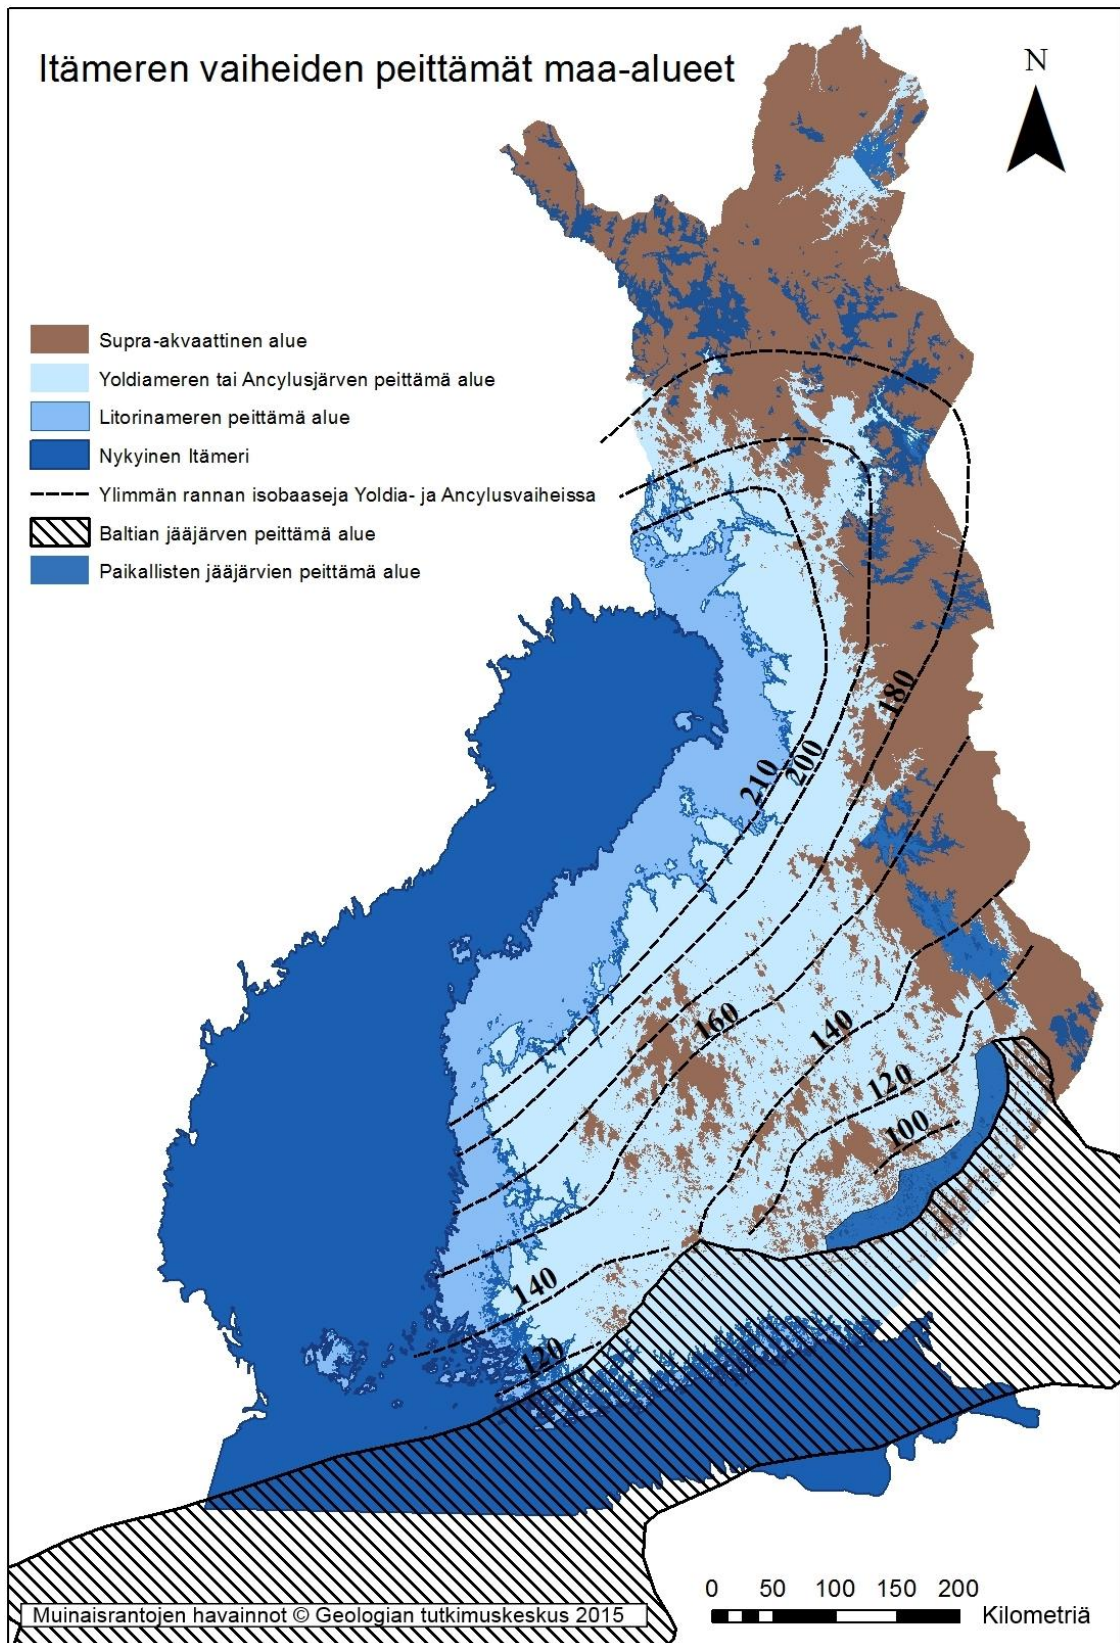 Itämeren vaiheiden peittämät maa-alueet
N
Supra-akvaattinen alue
Yoldiameren tai Ancylusjärven peittämä alue
Litorinameren peittämä alue
Nykyinen Itämeri
Ylimmän rannan isobaaseja Yoldia- ja Ancylusvaiheissa
Baltian jääjärven peittämä alue
Paikallisten jääjärvien peittämä alue
180
200
210
160
140
120
100
140
120
0 50 100 150 200
Kilometriä
Muinaisrantojen havainnot © Geologian tutkimuskeskus 2015